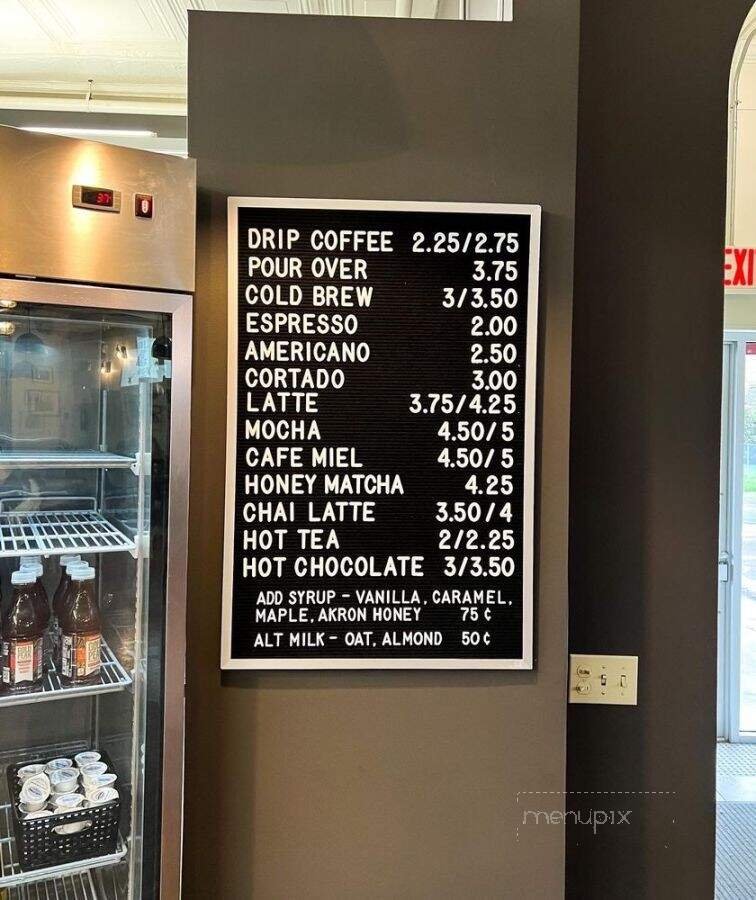 37
DRIP COFFEE 2.25/2.75
POUR OVER 3.75
COLD BREW 3/3.50
ESPRESSO 2.00
AMERICANO 2.50
CORTADO 3.00
LATTE 3.75/4.25
MOCHA 4.50/5
CAFE MIEL 4.50/5
HONEY MATCHA 4.25
CHAI LATTE 3.50/4
HOT TEA 2/2.25
HOT CHOCOLATE 3/3.50
ADD SYRUP - VANILLA, CARAMEL,
MAPLE, AKRON HONEY 75 ¢
ALT MILK - OAT, ALMOND 50 ¢
EXI
menupix